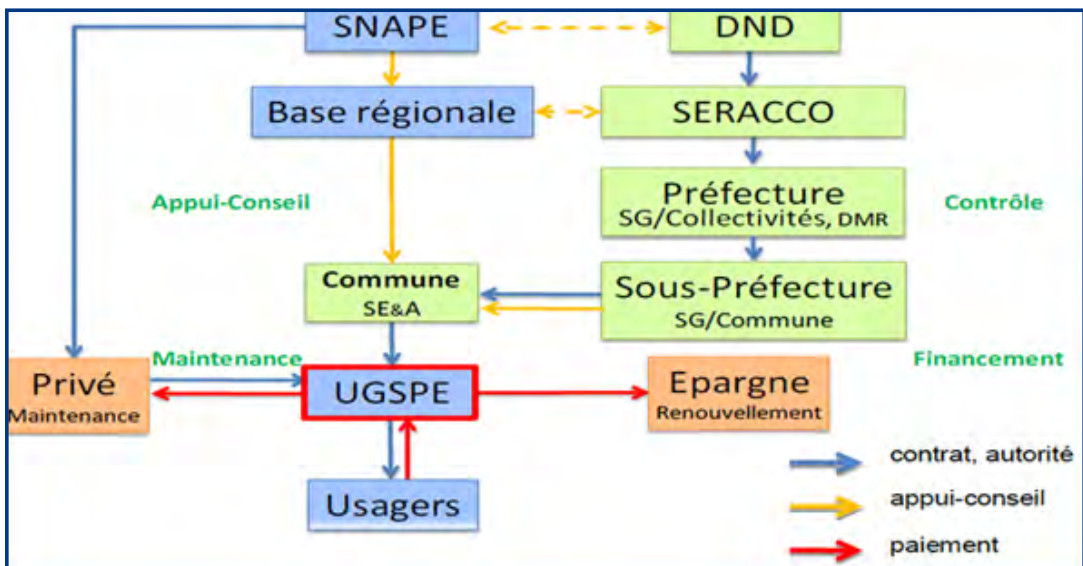 SNAPE
DND
Base régionale
SERACCO
Appui-Conseil
Préfecture
SG/Collectivités, DMR
Contrôle
Commune
SE&A
Sous-Préfecture
SG/Commune
Maintenance
Financement
Privé
Maintenance
UGSPE
Epargne
Renouvellement
Usagers
contrat, autorité
appui-conseil
paiement